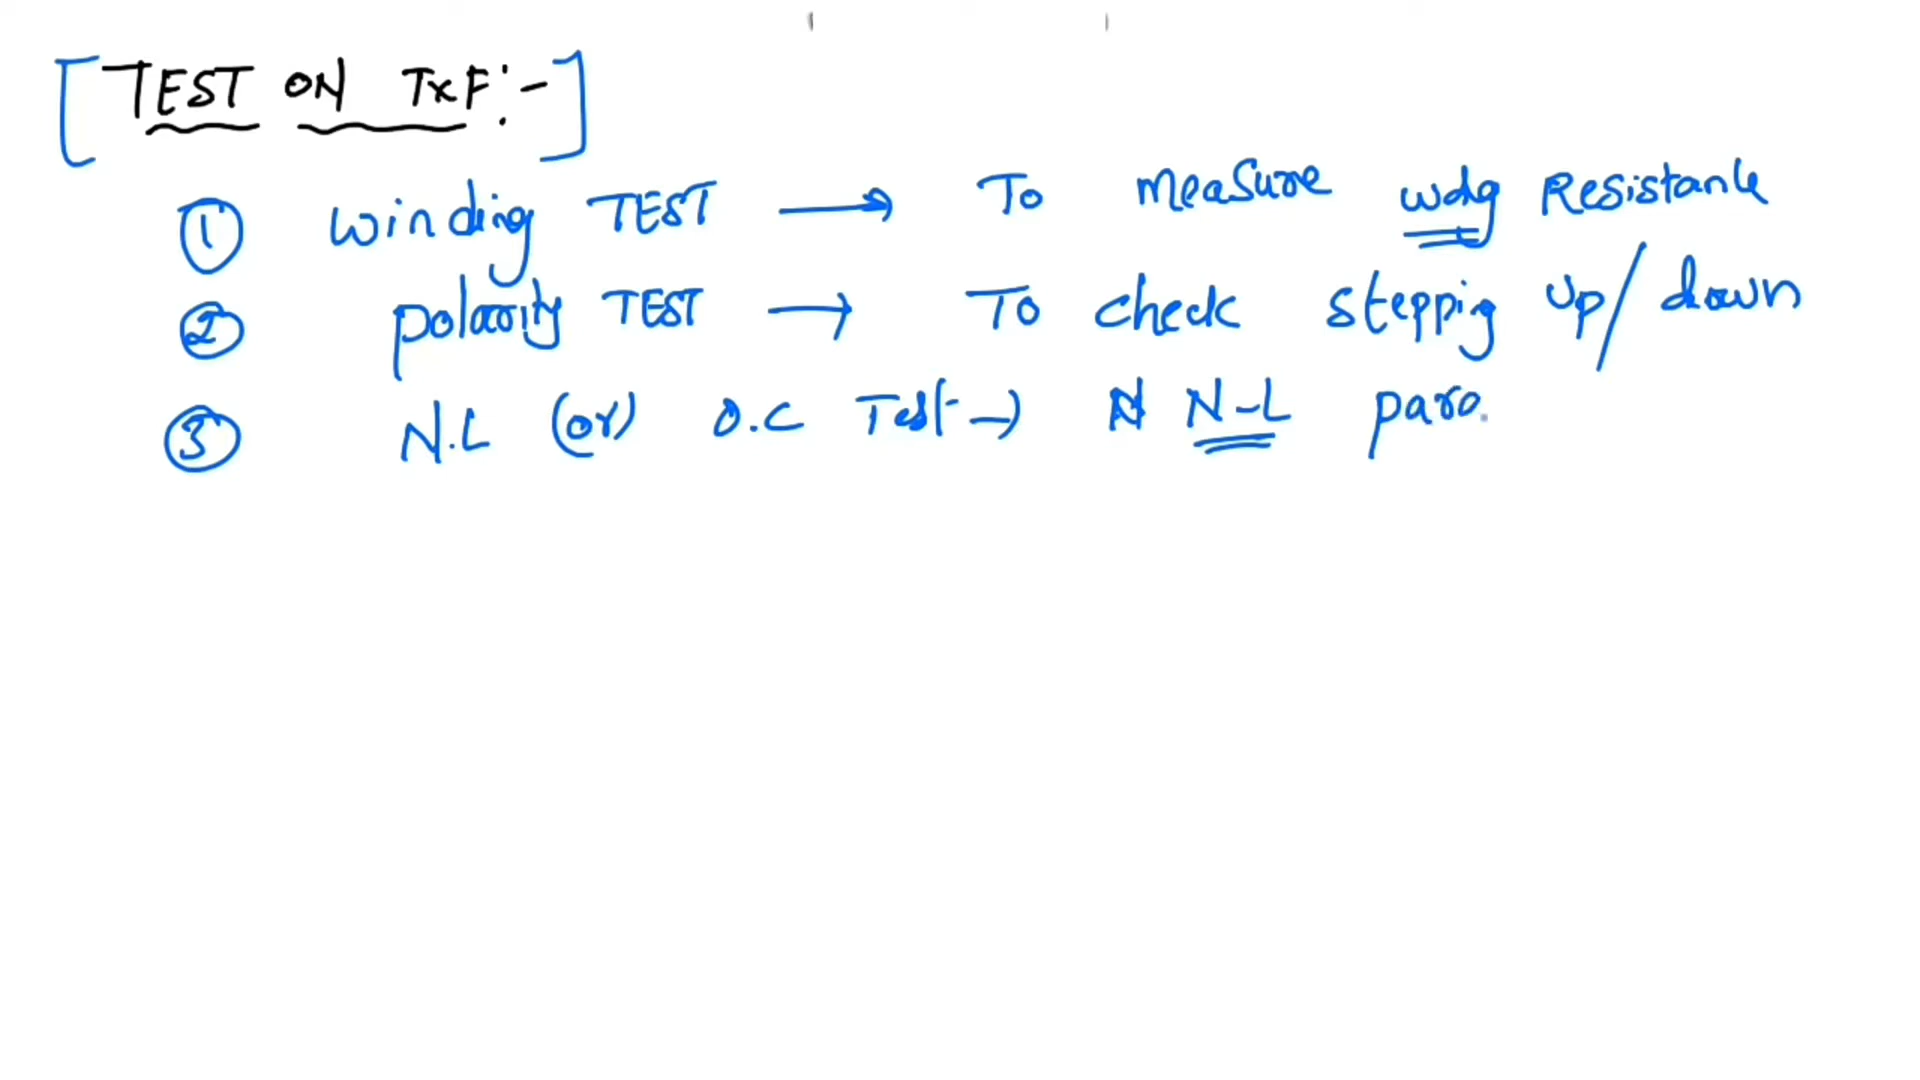 [TEST ON TXF:-]
① winding TEST → To measure wdg Resistance
② polarity TEST → To check stepping up/down
③ N.L (or) O.C Test → N N-L para